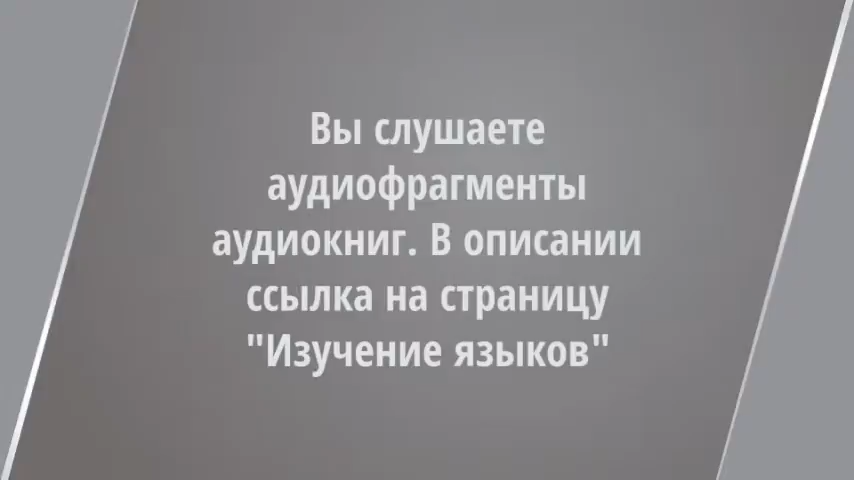 Вы слушаете
аудиофрагменты
аудиокниг. В описании
ссылка на страницу
"Изучение языков"